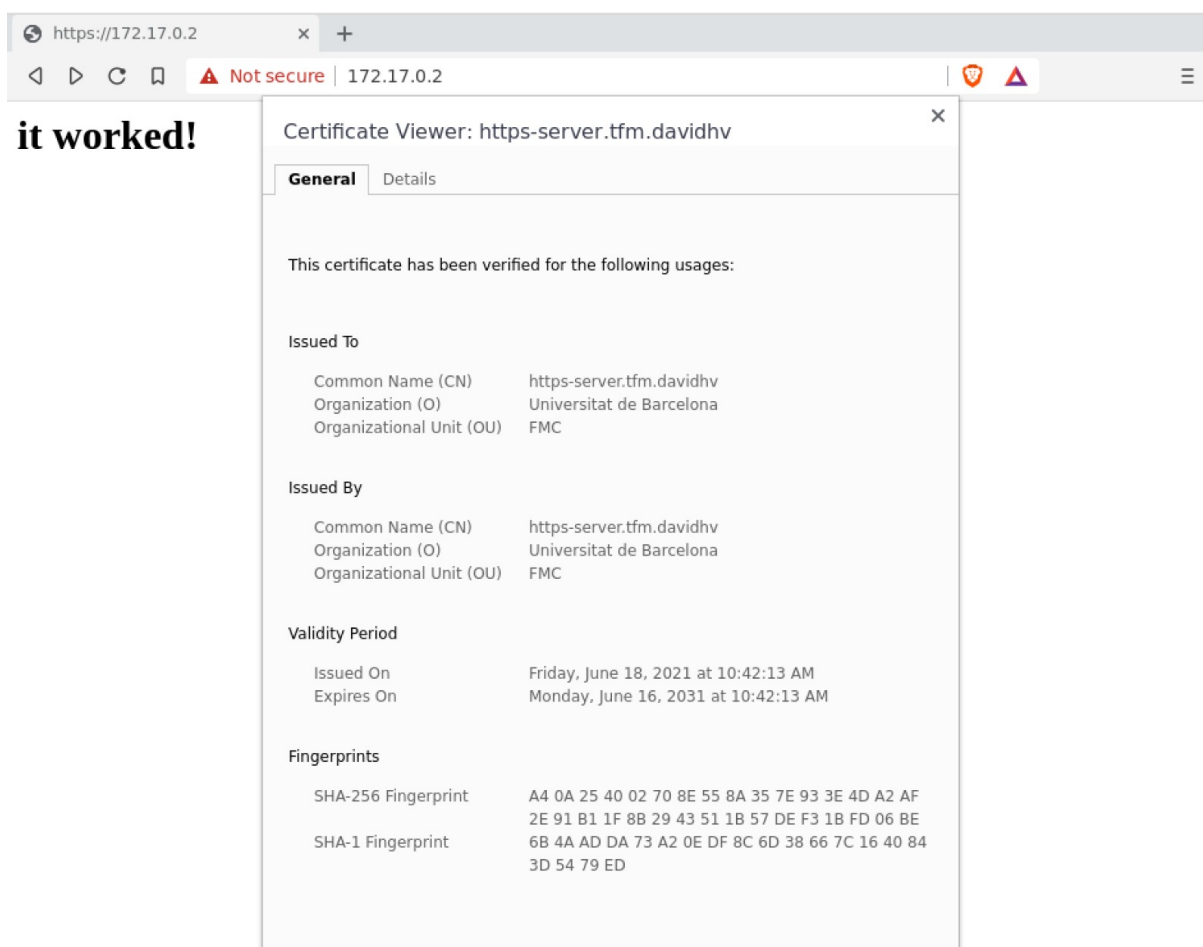 https://172.17.0.2
Not secure 172.17.0.2
it worked!
Certificate Viewer: https-server.tfm.davidhv
General Details
This certificate has been verified for the following usages:
Issued To
Common Name (CN) https-server.tfm.davidhv
Organization (O) Universitat de Barcelona
Organizational Unit (OU) FMC
Issued By
Common Name (CN) https-server.tfm.davidhv
Organization (O) Universitat de Barcelona
Organizational Unit (OU) FMC
Validity Period
Issued On Friday, June 18, 2021 at 10:42:13 AM
Expires On Monday, June 16, 2031 at 10:42:13 AM
Fingerprints
SHA-256 Fingerprint A4 0A 25 40 02 70 8E 55 8A 35 7E 93 3E 4D A2 AF
2E 91 B1 1F 8B 29 43 51 1B 57 DE F3 1B FD 06 BE
SHA-1 Fingerprint 6B 4A AD DA 73 A2 0E DF 8C 6D 38 66 7C 16 40 84
3D 54 79 ED